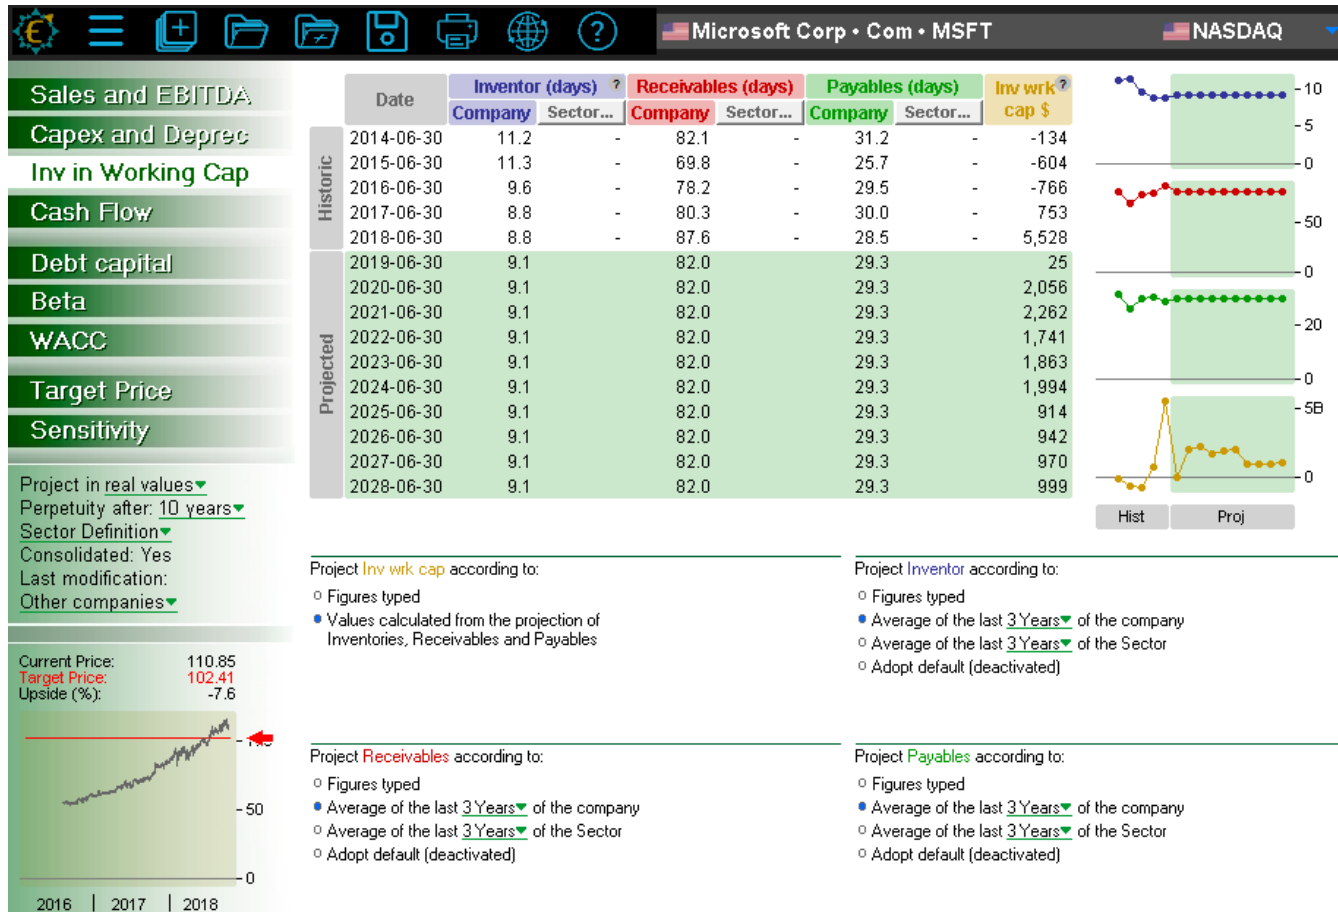 Microsoft Corp • Com • MSFT
NASDAQ
Sales and EBITDA
Capex and Deprec
Inv in Working Cap
Cash Flow
Debt capital
Beta
WACC
Target Price
Sensitivity
Project in real values
Perpetuity after: 10 years
Sector Definition
Consolidated: Yes
Last modification:
Other companies
Current Price: 110.85
Target Price: 102.41
Upside (%): -7.6
50
0
2016 2017 2018
Date Inventor (days) ? Receivables (days) Payables (days) Inv wrk cap $ ?
Company Sector... Company Sector... Company Sector...
Historic
2014-06-30 11.2 - 82.1 - 31.2 - -134
2015-06-30 11.3 - 69.8 - 25.7 - -604
2016-06-30 9.6 - 78.2 - 29.5 - -766
2017-06-30 8.8 - 80.3 - 30.0 - 753
2018-06-30 8.8 - 87.6 - 28.5 - 5,528
Projected
2019-06-30 9.1 82.0 29.3 25
2020-06-30 9.1 82.0 29.3 2,056
2021-06-30 9.1 82.0 29.3 2,262
2022-06-30 9.1 82.0 29.3 1,741
2023-06-30 9.1 82.0 29.3 1,863
2024-06-30 9.1 82.0 29.3 1,994
2025-06-30 9.1 82.0 29.3 914
2026-06-30 9.1 82.0 29.3 942
2027-06-30 9.1 82.0 29.3 970
2028-06-30 9.1 82.0 29.3 999
10
5
0
50
0
20
0
5B
0
Hist Proj
Project Inv wrk cap according to:
Figures typed
Values calculated from the projection of
Inventories, Receivables and Payables
Project Inventor according to:
Figures typed
Average of the last 3 Years of the company
Average of the last 3 Years of the Sector
Adopt default (deactivated)
Project Receivables according to:
Figures typed
Average of the last 3 Years of the company
Average of the last 3 Years of the Sector
Adopt default (deactivated)
Project Payables according to:
Figures typed
Average of the last 3 Years of the company
Average of the last 3 Years of the Sector
Adopt default (deactivated)